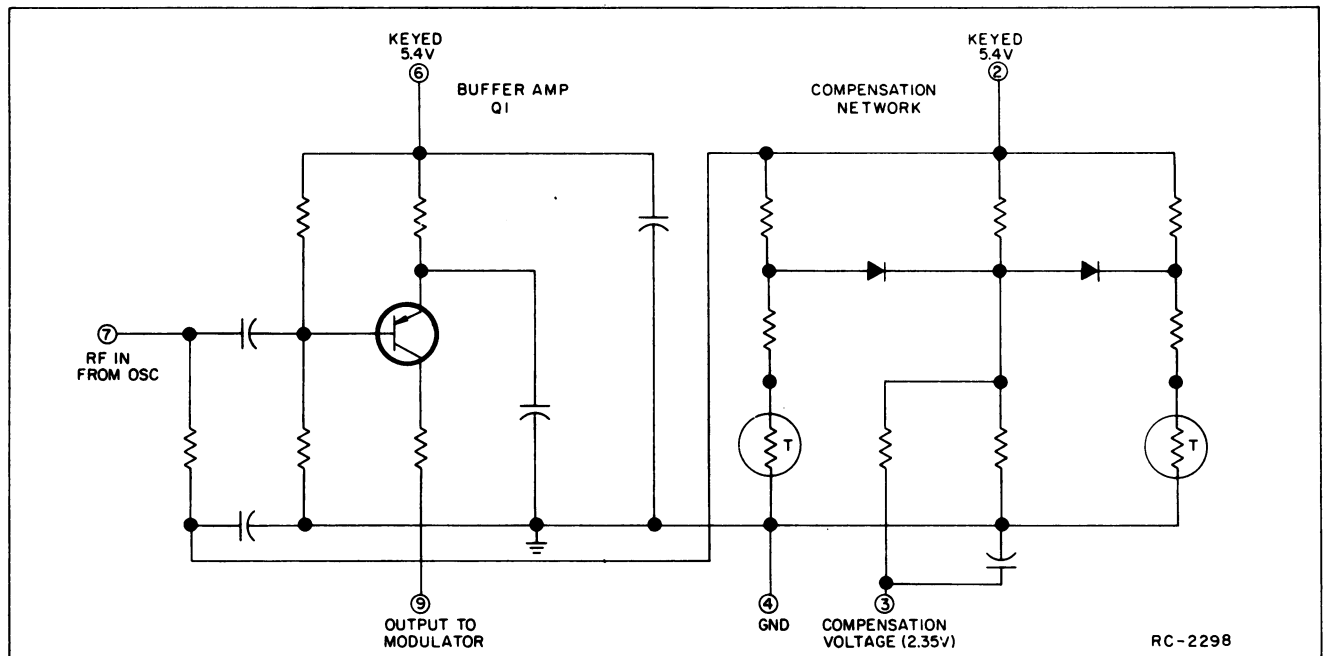 KEYED
5.4V
6
BUFFER AMP
Q1
COMPENSATION
NETWORK
KEYED
5.4V
2
7
RF IN
FROM OSC
T
T
9
OUTPUT TO
MODULATOR
4
GND
3
COMPENSATION
VOLTAGE (2.35V)
RC-2298